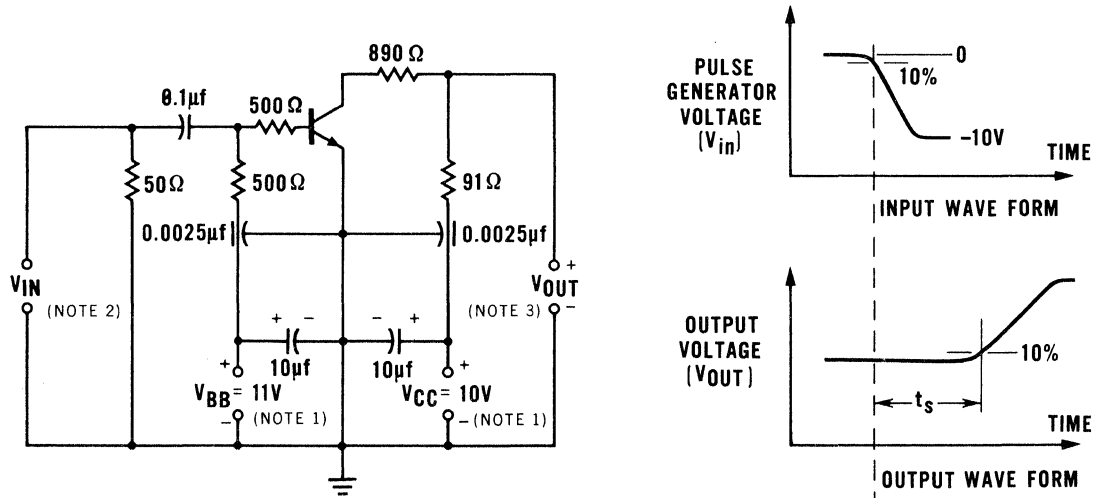 890 Ω
0.1µf
500 Ω
50Ω
500Ω
91Ω
0.0025µf
0.0025µf
VIN
(NOTE 2)
(NOTE 3)
+
VOUT
–
+ –
– +
10µf
10µf
+
VBB = 11V
– (NOTE 1)
+
VCC = 10V
– (NOTE 1)
PULSE
GENERATOR
VOLTAGE
(Vin)
0
10%
–10V
TIME
INPUT WAVE FORM
OUTPUT
VOLTAGE
(VOUT)
10%
ts
TIME
OUTPUT WAVE FORM